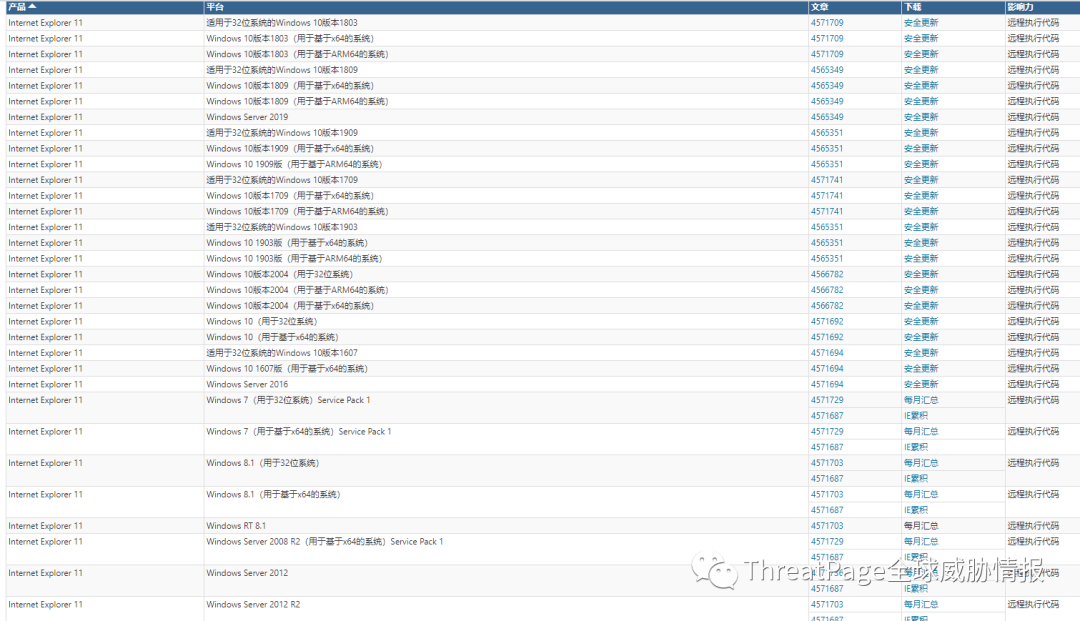 产品 平台 文章 下载 影响力
Internet Explorer 11 适用于32位系统的Windows 10版本1803 4571709 安全更新 远程执行代码
Internet Explorer 11 Windows 10版本1803（用于基于x64的系统） 4571709 安全更新 远程执行代码
Internet Explorer 11 Windows 10版本1803（用于基于ARM64的系统） 4571709 安全更新 远程执行代码
Internet Explorer 11 适用于32位系统的Windows 10版本1809 4565349 安全更新 远程执行代码
Internet Explorer 11 Windows 10版本1809（用于基于x64的系统） 4565349 安全更新 远程执行代码
Internet Explorer 11 Windows 10版本1809（用于基于ARM64的系统） 4565349 安全更新 远程执行代码
Internet Explorer 11 Windows Server 2019 4565349 安全更新 远程执行代码
Internet Explorer 11 适用于32位系统的Windows 10版本1909 4565351 安全更新 远程执行代码
Internet Explorer 11 Windows 10版本1909（用于基于x64的系统） 4565351 安全更新 远程执行代码
Internet Explorer 11 Windows 10 1909版（用于基于ARM64的系统） 4565351 安全更新 远程执行代码
Internet Explorer 11 适用于32位系统的Windows 10版本1709 4571741 安全更新 远程执行代码
Internet Explorer 11 Windows 10版本1709（用于基于x64的系统） 4571741 安全更新 远程执行代码
Internet Explorer 11 Windows 10版本1709（用于基于ARM64的系统） 4571741 安全更新 远程执行代码
Internet Explorer 11 适用于32位系统的Windows 10版本1903 4565351 安全更新 远程执行代码
Internet Explorer 11 Windows 10 1903版（用于基于x64的系统） 4565351 安全更新 远程执行代码
Internet Explorer 11 Windows 10 1903版（用于基于ARM64的系统） 4565351 安全更新 远程执行代码
Internet Explorer 11 Windows 10版本2004（用于32位系统） 4566782 安全更新 远程执行代码
Internet Explorer 11 Windows 10版本2004（用于基于ARM64的系统） 4566782 安全更新 远程执行代码
Internet Explorer 11 Windows 10版本2004（用于基于x64的系统） 4566782 安全更新 远程执行代码
Internet Explorer 11 Windows 10（用于32位系统） 4571692 安全更新 远程执行代码
Internet Explorer 11 Windows 10（用于基于x64的系统） 4571692 安全更新 远程执行代码
Internet Explorer 11 适用于32位系统的Windows 10版本1607 4571694 安全更新 远程执行代码
Internet Explorer 11 Windows 10 1607版（用于基于x64的系统） 4571694 安全更新 远程执行代码
Internet Explorer 11 Windows Server 2016 4571694 安全更新 远程执行代码
Internet Explorer 11 Windows 7（用于32位系统）Service Pack 1 4571729 每月汇总 远程执行代码
4571687 IE累积
Internet Explorer 11 Windows 7（用于基于x64的系统）Service Pack 1 4571729 每月汇总 远程执行代码
4571687 IE累积
Internet Explorer 11 Windows 8.1（用于32位系统） 4571703 每月汇总 远程执行代码
4571687 IE累积
Internet Explorer 11 Windows 8.1（用于基于x64的系统） 4571703 每月汇总 远程执行代码
4571687 IE累积
Internet Explorer 11 Windows RT 8.1 4571703 每月汇总 远程执行代码
Internet Explorer 11 Windows Server 2008 R2（用于基于x64的系统）Service Pack 1 4571729 每月汇总 远程执行代码
4571687 IE累积
ThreatPage全球威胁情报
Internet Explorer 11 Windows Server 2012 每月汇总 远程执行代码
4571687 IE累积
Internet Explorer 11 Windows Server 2012 R2 4571703 每月汇总 远程执行代码
4571687 IE累积